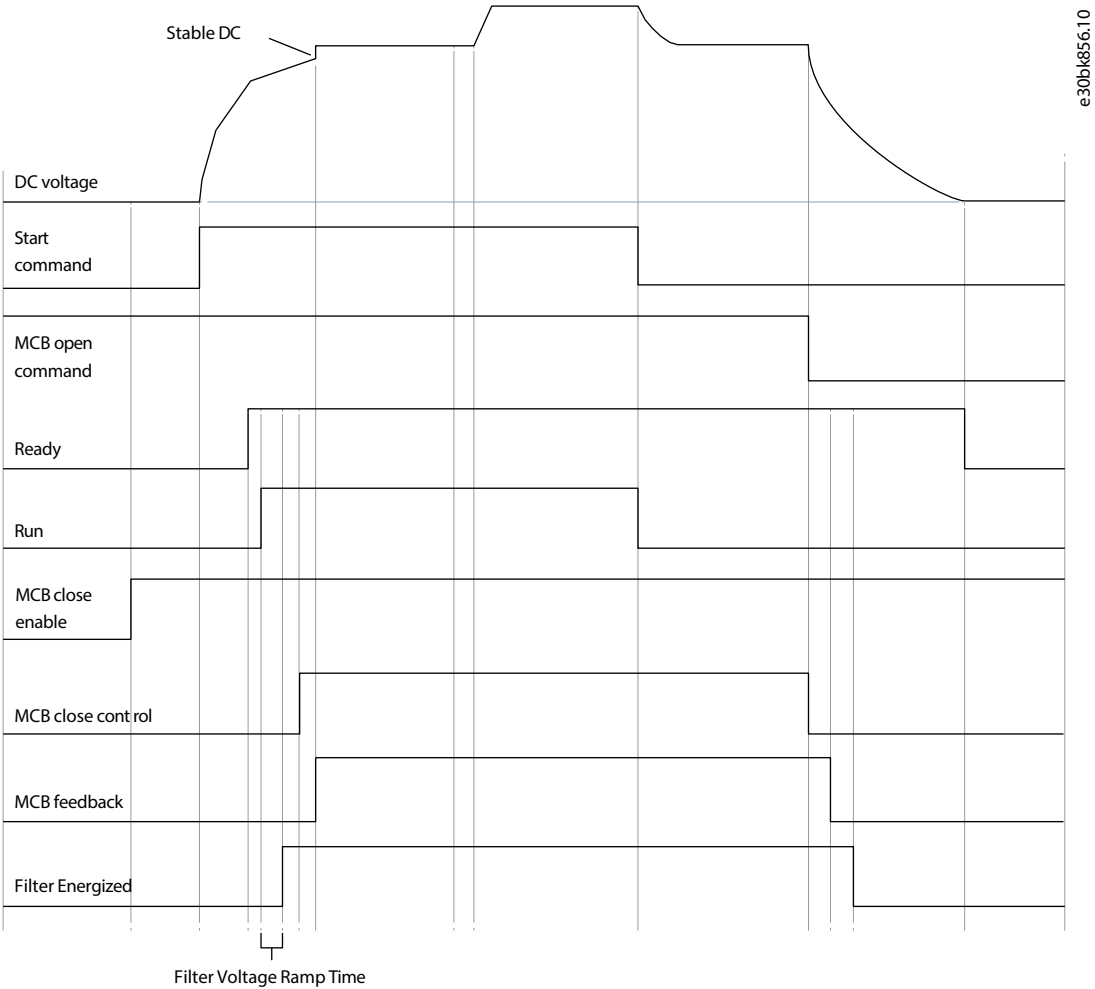 Stable DC
e30bk856.10
DC voltage
Start
command
MCB open
command
Ready
Run
MCB close
enable
MCB close control
MCB feedback
Filter Energized
Filter Voltage Ramp Time